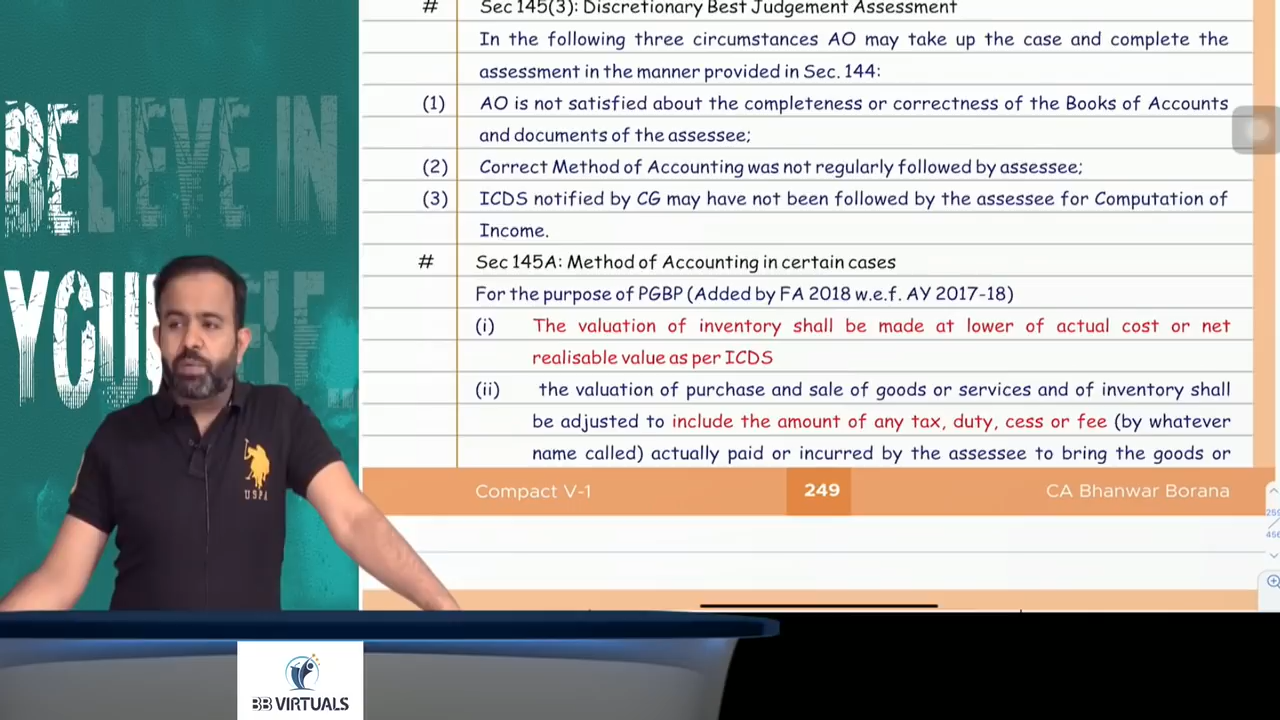 BELIEVE IN
YOU
# Sec 145(3): Discretionary Best Judgement Assessment
In the following three circumstances AO may take up the case and complete the
assessment in the manner provided in Sec. 144:
(1) AO is not satisfied about the completeness or correctness of the Books of Accounts
and documents of the assessee;
(2) Correct Method of Accounting was not regularly followed by assessee;
(3) ICDS notified by CG may have not been followed by the assessee for Computation of
Income.
# Sec 145A: Method of Accounting in certain cases
For the purpose of PGBP (Added by FA 2018 w.e.f. AY 2017-18)
(i) The valuation of inventory shall be made at lower of actual cost or net
realisable value as per ICDS
(ii) the valuation of purchase and sale of goods or services and of inventory shall
be adjusted to include the amount of any tax, duty, cess or fee (by whatever
name called) actually paid or incurred by the assessee to bring the goods or
Compact V-1 249 CA Bhanwar Borana
USPA
BB VIRTUALS